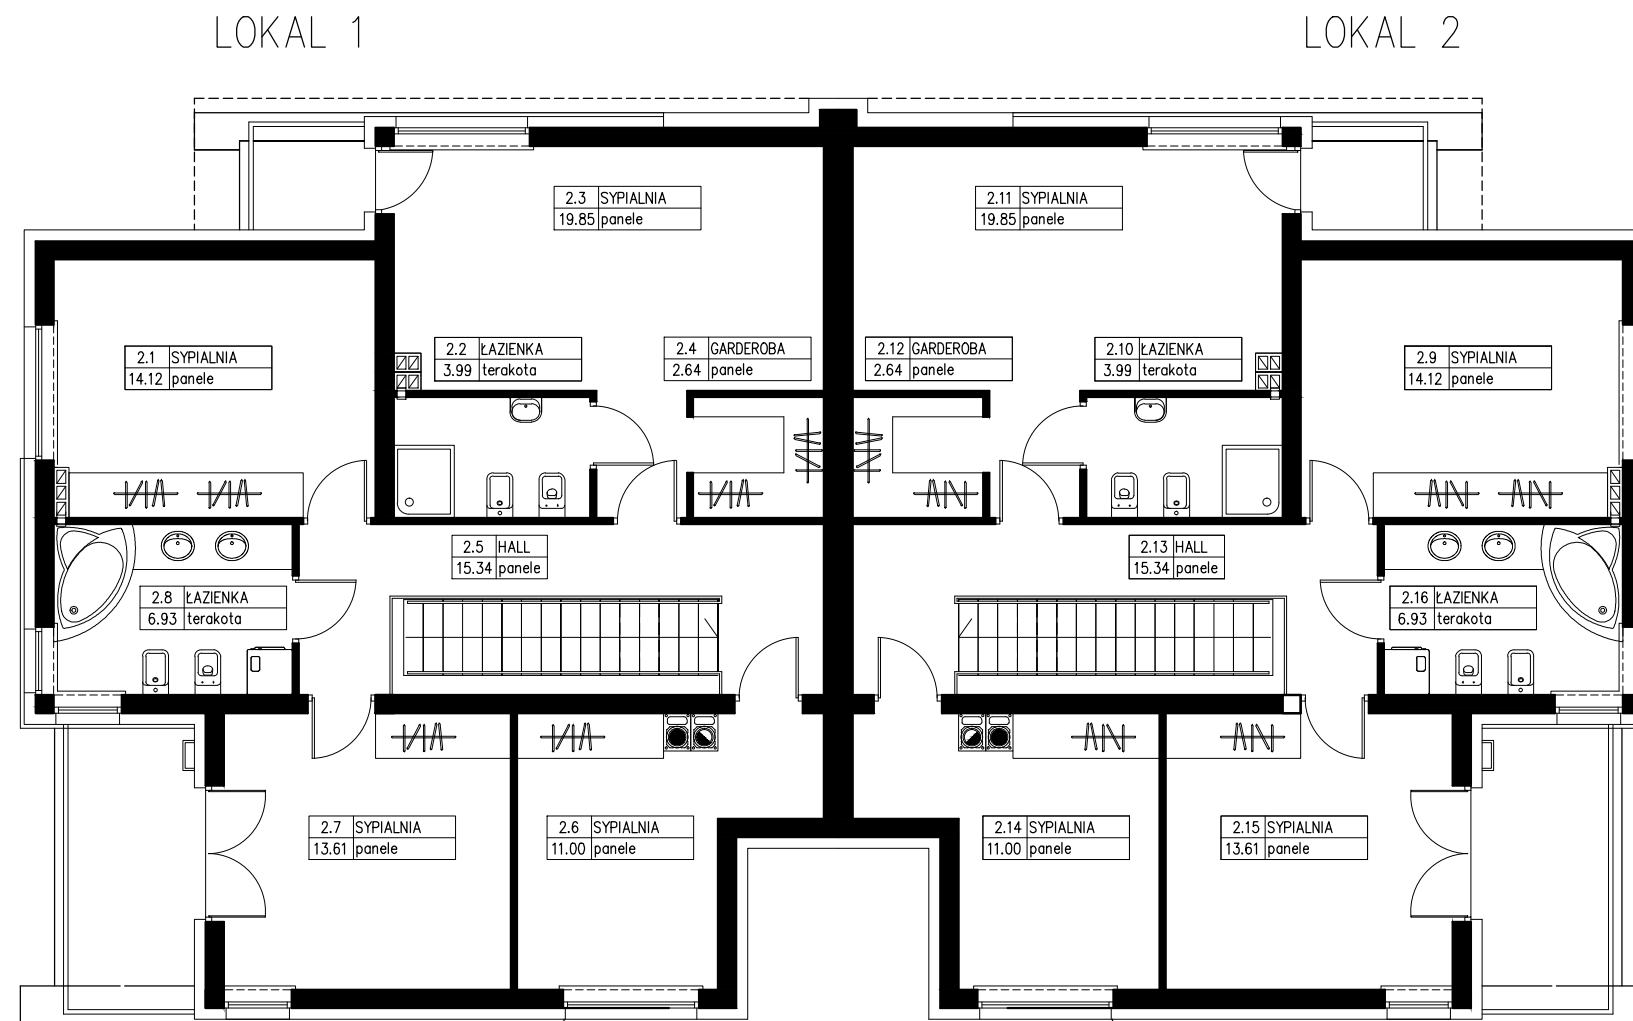 LOKAL 1
LOKAL 2
2.3 SYPIALNIA
19.85 panele
2.11 SYPIALNIA
19.85 panele
2.1 SYPIALNIA
14.12 panele
2.2 ŁAZIENKA
3.99 terakota
2.4 GARDEROBA
2.64 panele
2.12 GARDEROBA
2.64 panele
2.10 ŁAZIENKA
3.99 terakota
2.9 SYPIALNIA
14.12 panele
2.5 HALL
15.34 panele
2.13 HALL
15.34 panele
2.8 ŁAZIENKA
6.93 terakota
2.16 ŁAZIENKA
6.93 terakota
2.7 SYPIALNIA
13.61 panele
2.6 SYPIALNIA
11.00 panele
2.14 SYPIALNIA
11.00 panele
2.15 SYPIALNIA
13.61 panele